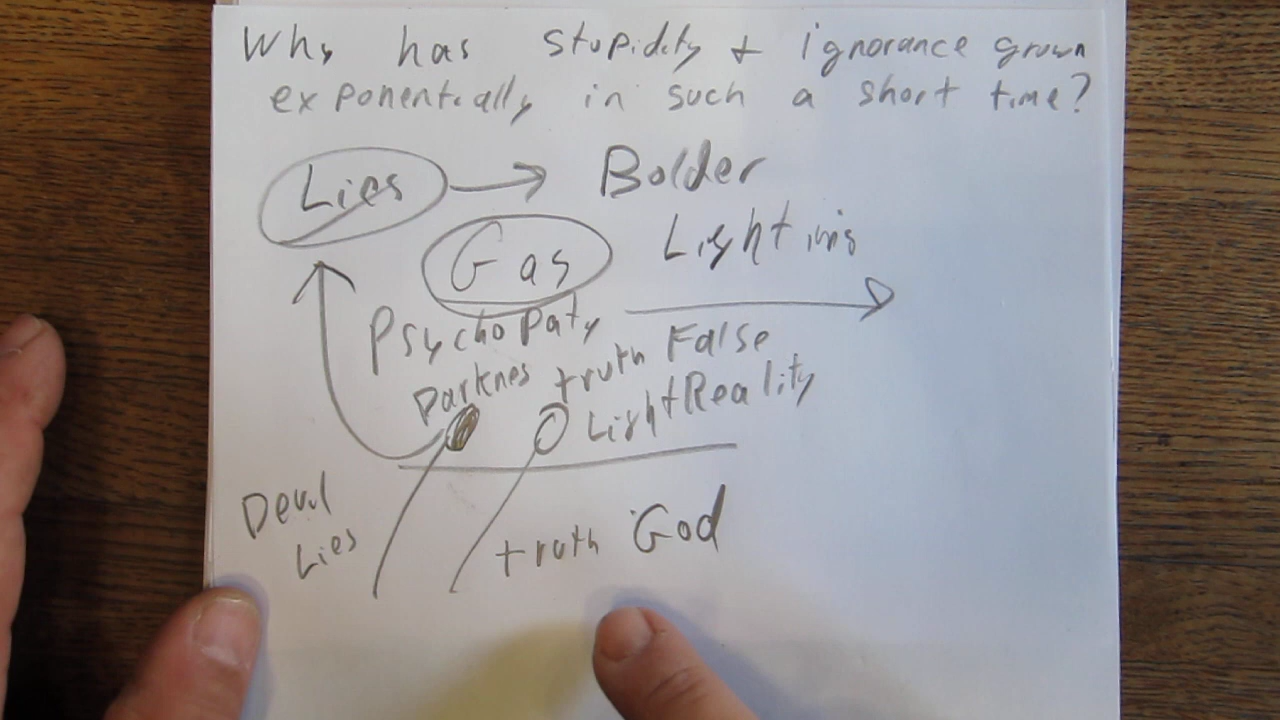 Why has stupidity + ignorance grown
exponentially in such a short time?
Lies → Bolder
Gas Lighting
Psychopaty
Darknes truth False
Light Reality
Devil
Lies
truth God